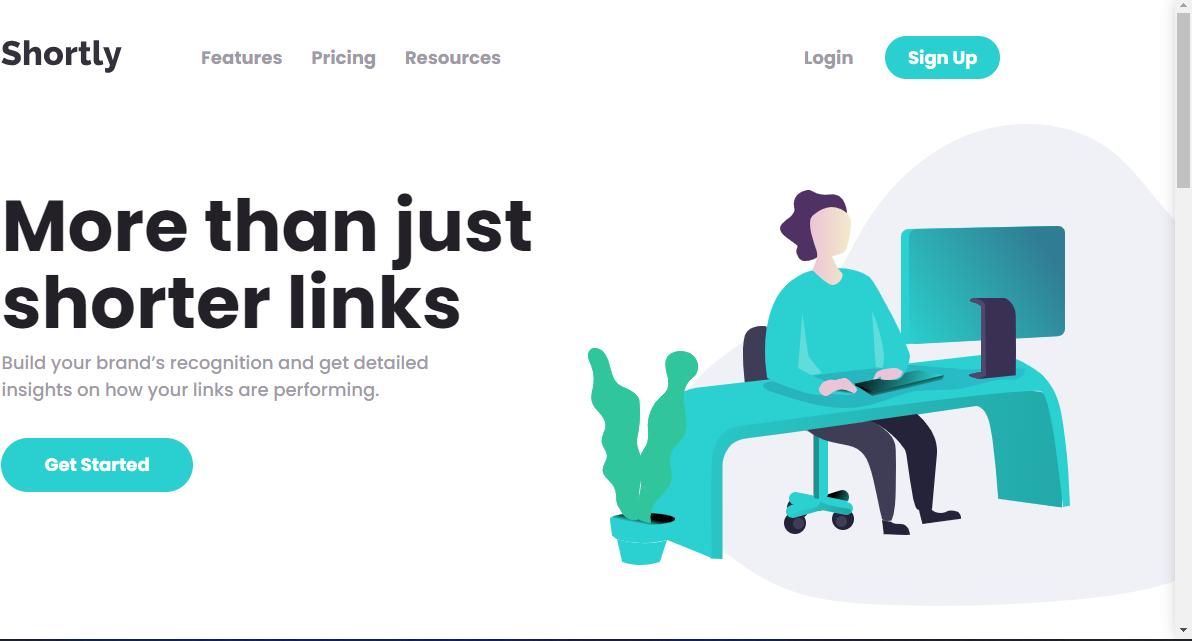 Shortly
Features Pricing Resources
Login
Sign Up
More than just
shorter links
Build your brand’s recognition and get detailed
insights on how your links are performing.
Get Started